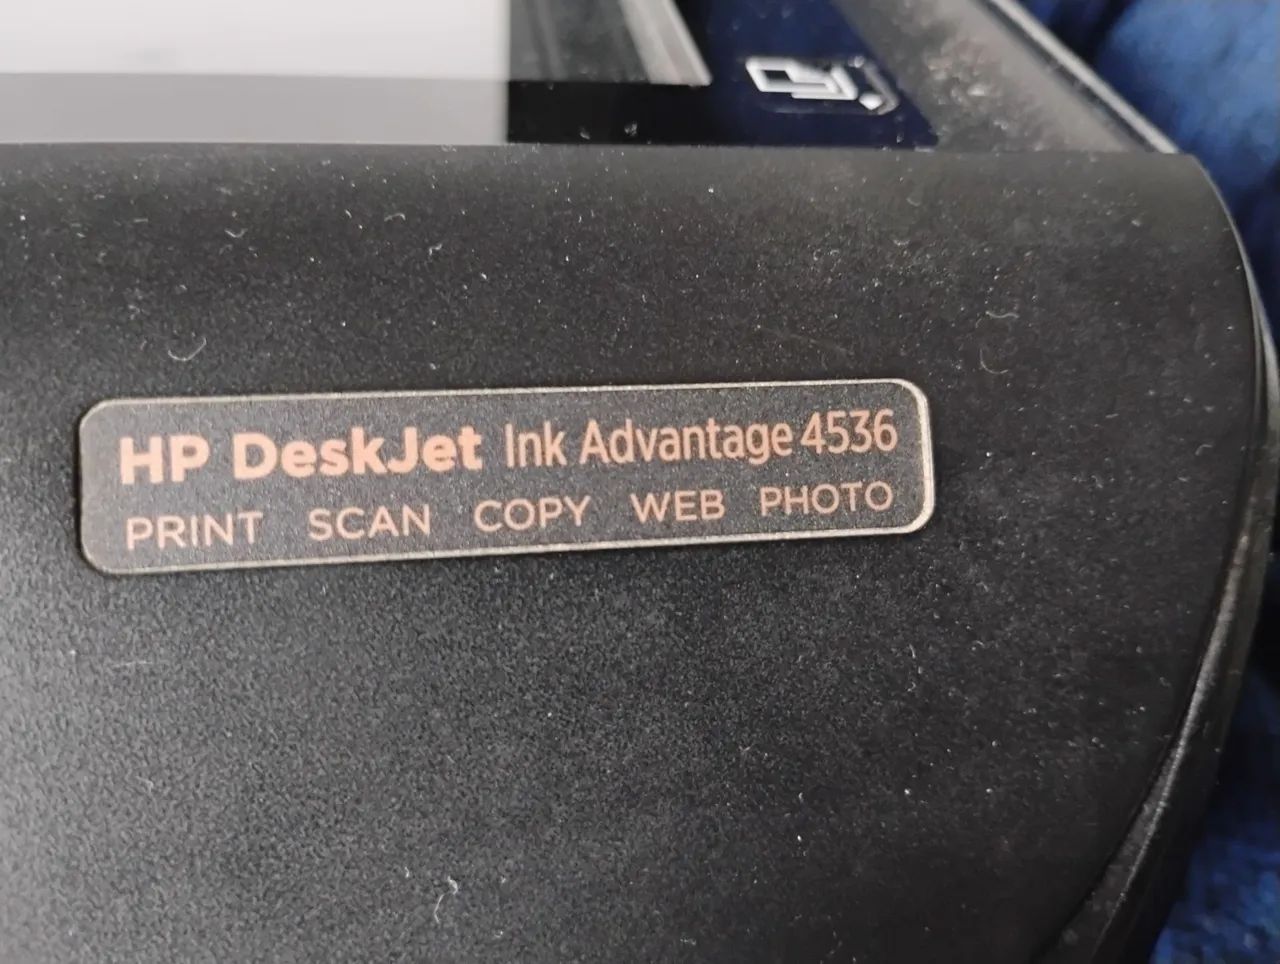 HP DeskJet Ink Advantage 4536
PRINT SCAN COPY WEB PHOTO